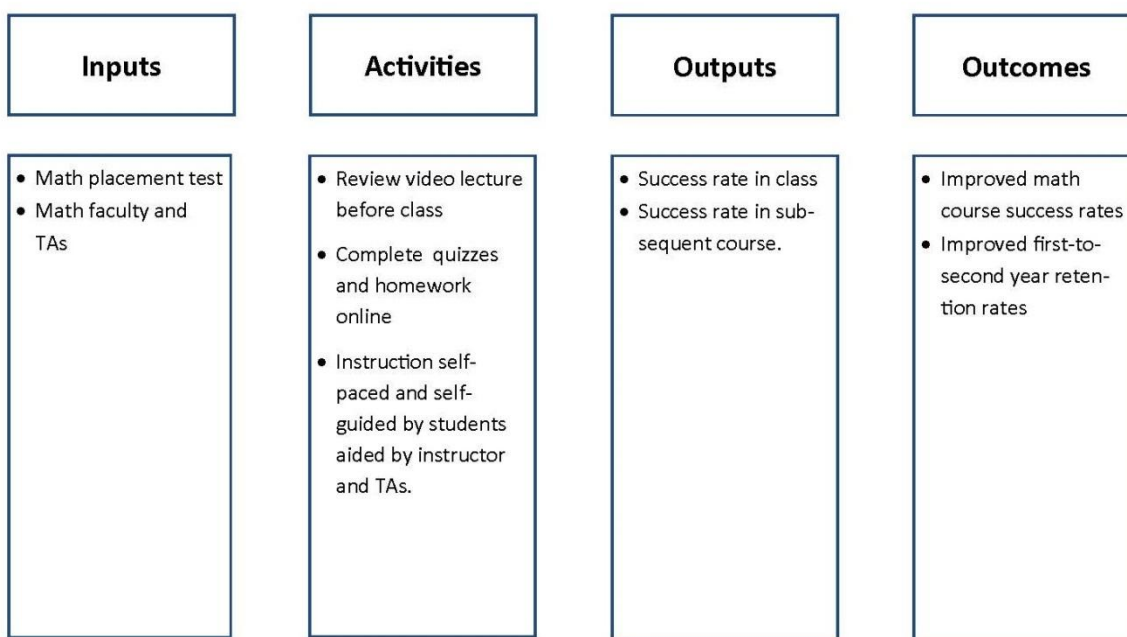 Inputs
Activities
Outputs
Outcomes
• Math placement test
• Math faculty and
TAs
• Review video lecture
before class
• Complete quizzes
and homework
online
• Instruction self-
paced and self-
guided by students
aided by instructor
and TAs.
• Success rate in class
• Success rate in sub-
sequent course.
• Improved math
course success rates
• Improved first-to-
second year reten-
tion rates